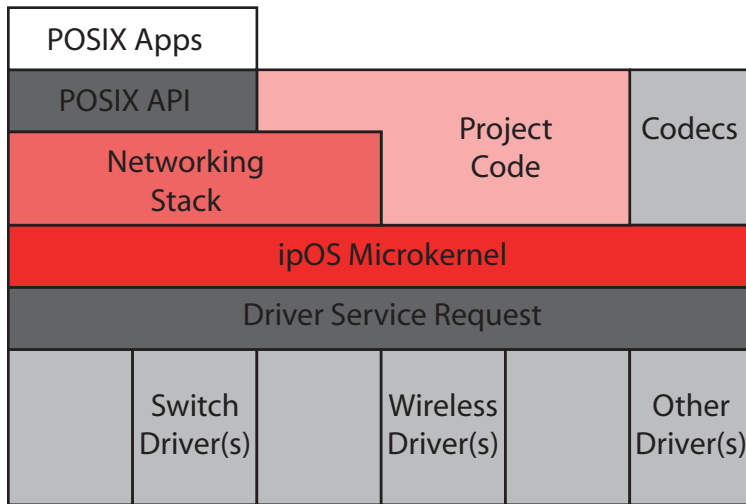 POSIX Apps
POSIX API
Project
Code
Codecs
Networking
Stack
ipOS Microkernel
Driver Service Request
Switch
Driver(s)
Wireless
Driver(s)
Other
Driver(s)